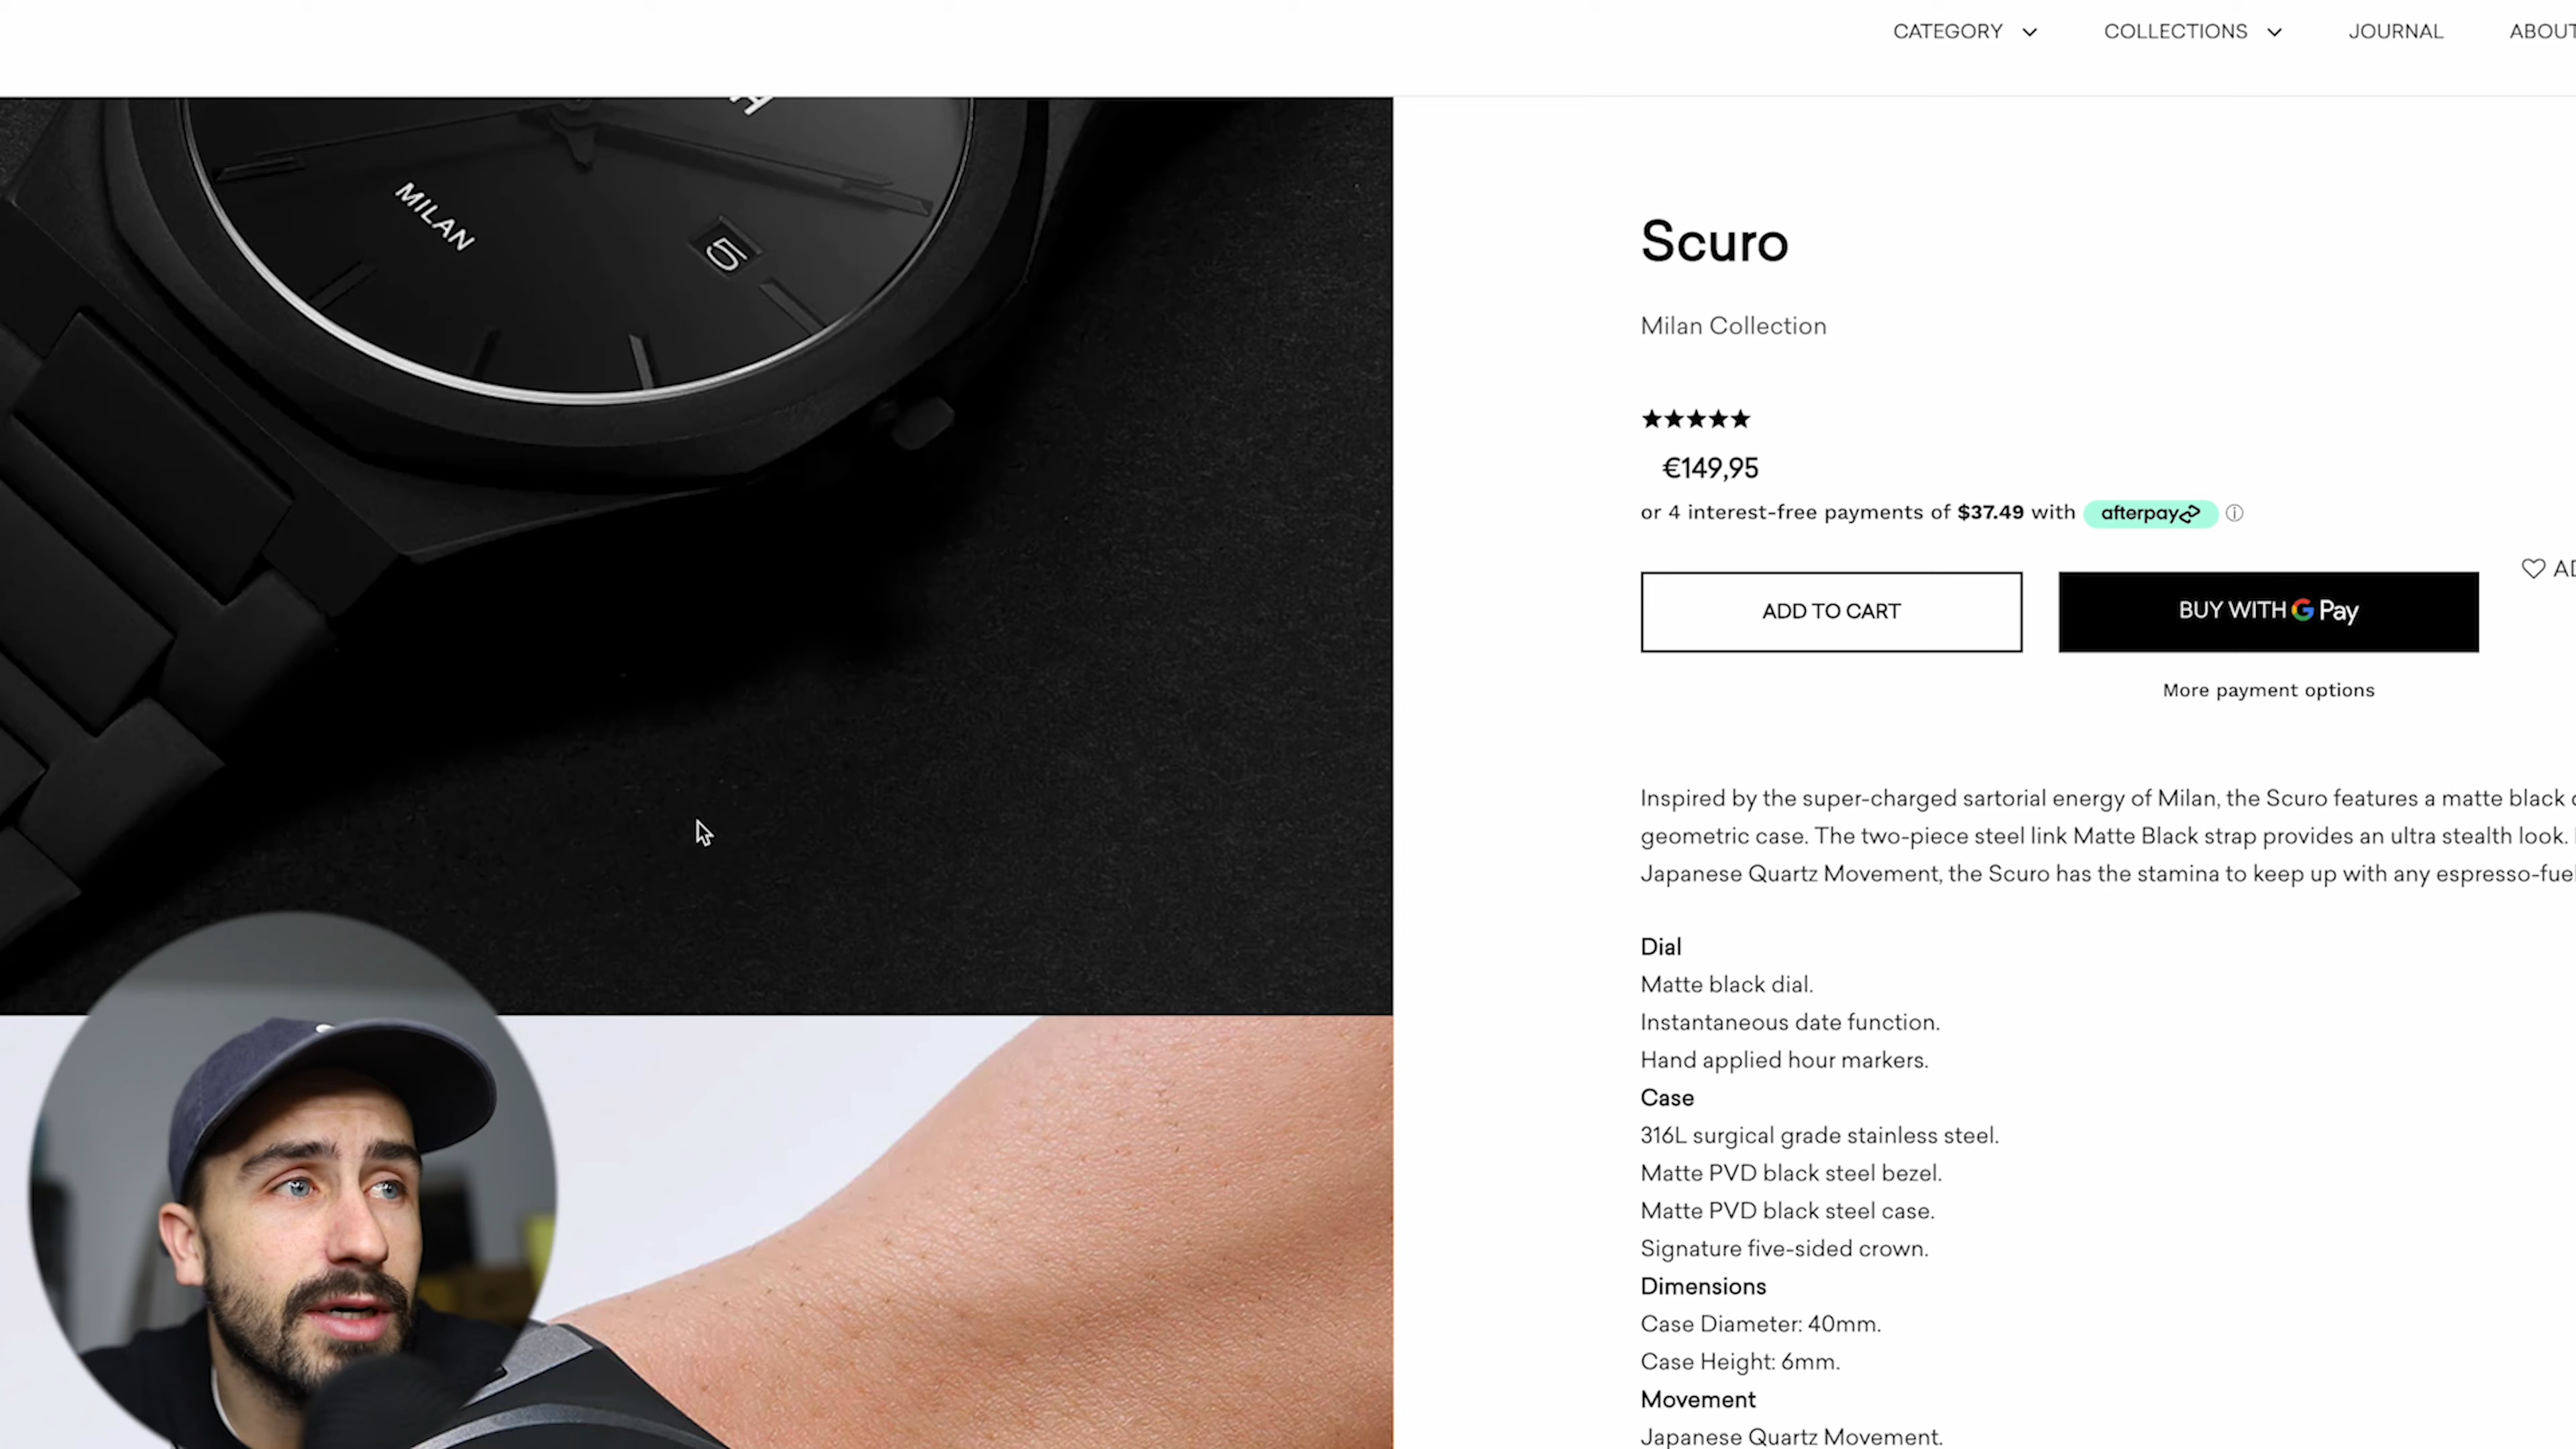 CATEGORY
COLLECTIONS
JOURNAL
ABOUT
MILAN
5
Scuro
Milan Collection
€149,95
or 4 interest-free payments of $37.49 with afterpay
ADD TO CART
BUY WITH G Pay
More payment options
Inspired by the super-charged sartorial energy of Milan, the Scuro features a matte black
geometric case. The two-piece steel link Matte Black strap provides an ultra stealth look.
Japanese Quartz Movement, the Scuro has the stamina to keep up with any espresso-fuel
Dial
Matte black dial.
Instantaneous date function.
Hand applied hour markers.
Case
316L surgical grade stainless steel.
Matte PVD black steel bezel.
Matte PVD black steel case.
Signature five-sided crown.
Dimensions
Case Diameter: 40mm.
Case Height: 6mm.
Movement
Japanese Quartz Movement.